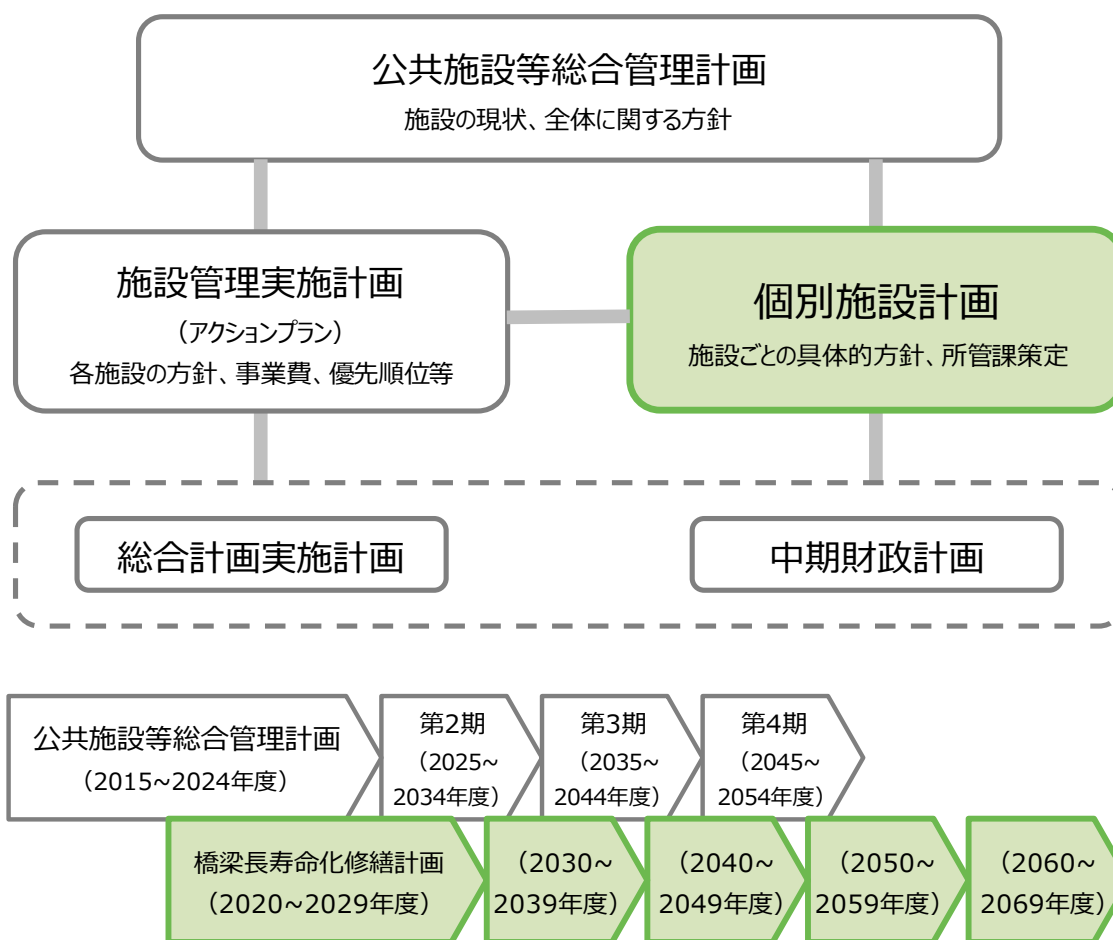 公共施設等総合管理計画
施設の現状、全体に関する方針
施設管理実施計画
（アクションプラン）
各施設の方針、事業費、優先順位等
個別施設計画
施設ごとの具体的方針、所管課策定
総合計画実施計画
中期財政計画
公共施設等総合管理計画
（2015~2024年度）
第2期
（2025~
2034年度）
第3期
（2035~
2044年度）
第4期
（2045~
2054年度）
橋梁長寿命化修繕計画
（2020~2029年度）
（2030~
2039年度）
（2040~
2049年度）
（2050~
2059年度）
（2060~
2069年度）